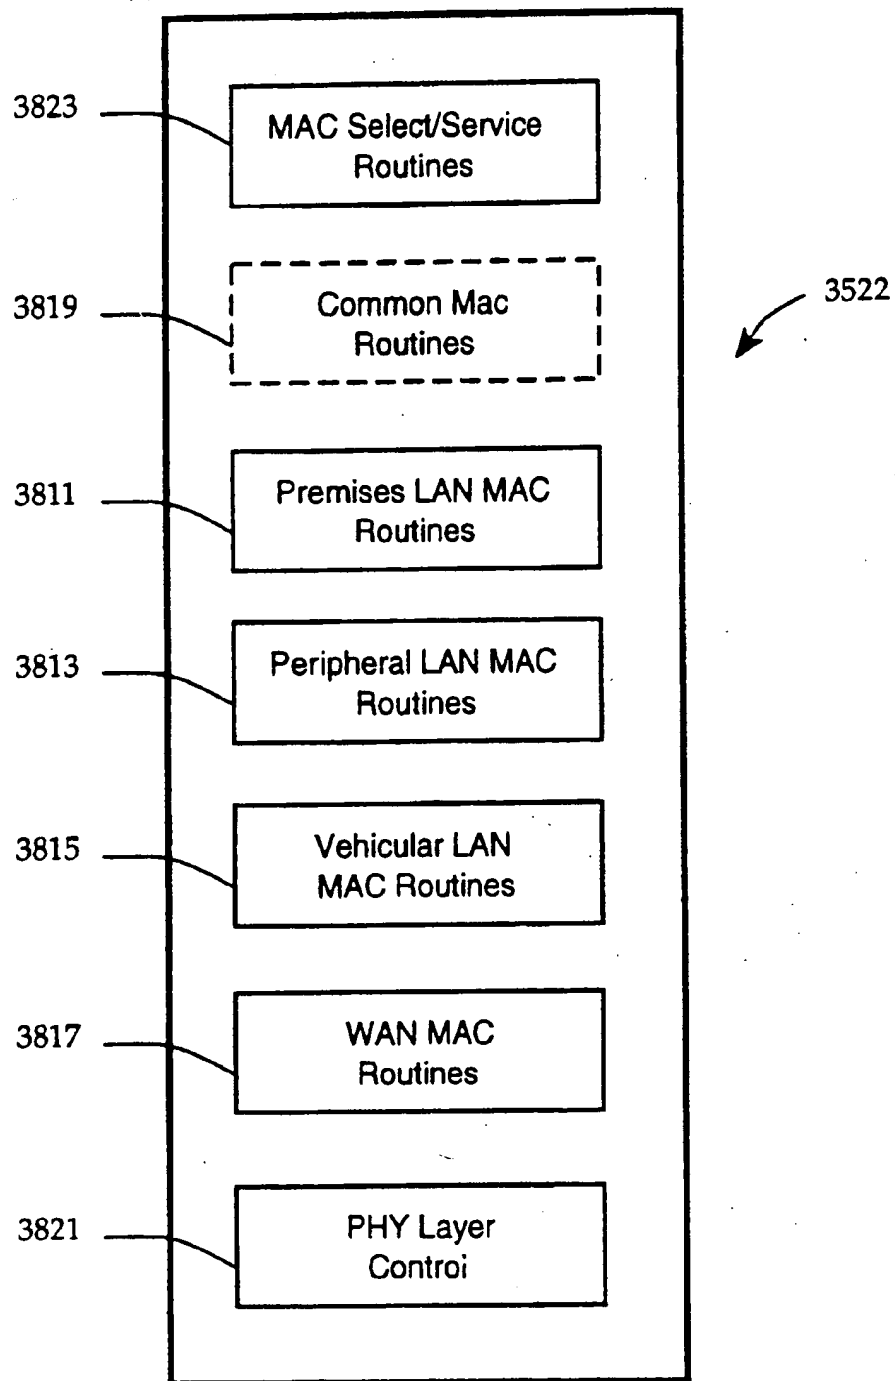 3823
MAC Select/Service
Routines
3819
Common Mac
Routines
3522
3811
Premises LAN MAC
Routines
3813
Peripheral LAN MAC
Routines
3815
Vehicular LAN
MAC Routines
3817
WAN MAC
Routines
3821
PHY Layer
Control